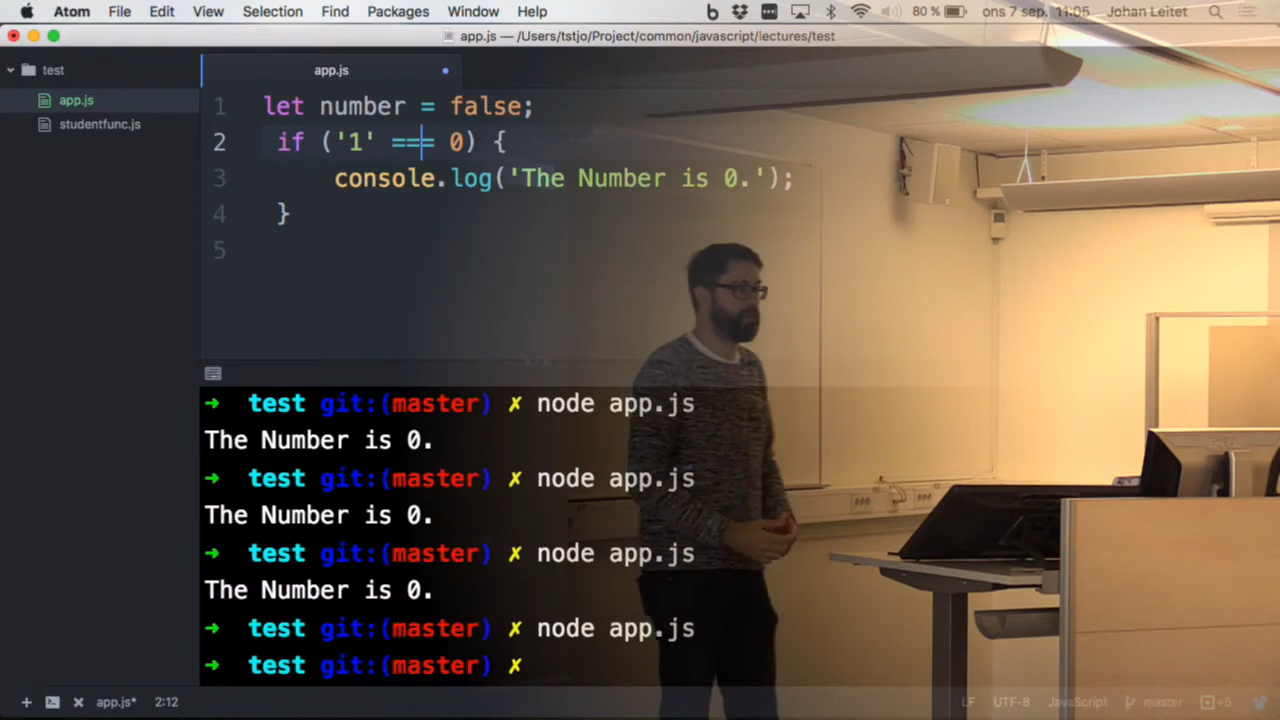 Atom File Edit View Selection Find Packages Window Help 80 % ons 7 sep. 11:05 Johan Leitet
app.js — /Users/tstjo/Project/common/javascript/lectures/test
test
app.js
studentfunc.js
app.js
1 let number = false;
2 if ('1' === 0) {
3 console.log('The Number is 0.');
4 }
5
➜ test git:(master) ✗ node app.js
The Number is 0.
➜ test git:(master) ✗ node app.js
The Number is 0.
➜ test git:(master) ✗ node app.js
The Number is 0.
➜ test git:(master) ✗ node app.js
➜ test git:(master) ✗
+ app.js* 2:12 LF UTF-8 JavaScript master +5